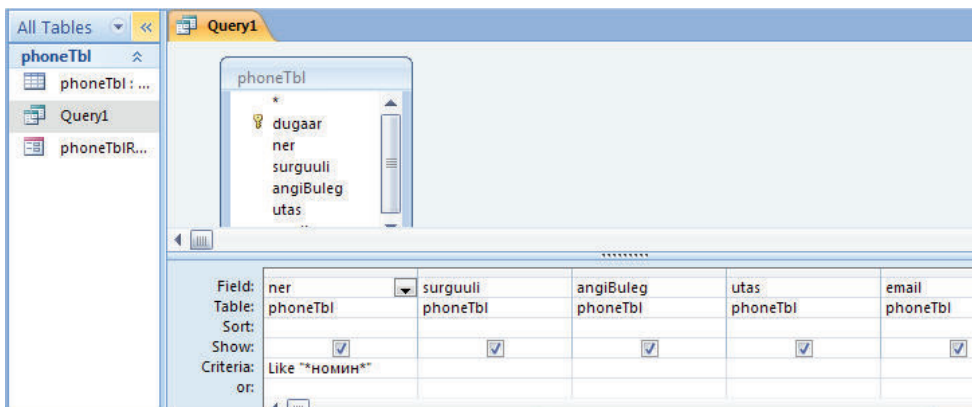 All Tables «
phoneTbl
phoneTbl : ...
Query1
phoneTblR...
Query1
phoneTbl
*
dugaar
ner
surguuli
angiBuleg
utas
Field: ner surguuli angiBuleg utas email
Table: phoneTbl phoneTbl phoneTbl phoneTbl phoneTbl
Sort:
Show:
Criteria: Like "*номин*"
or: